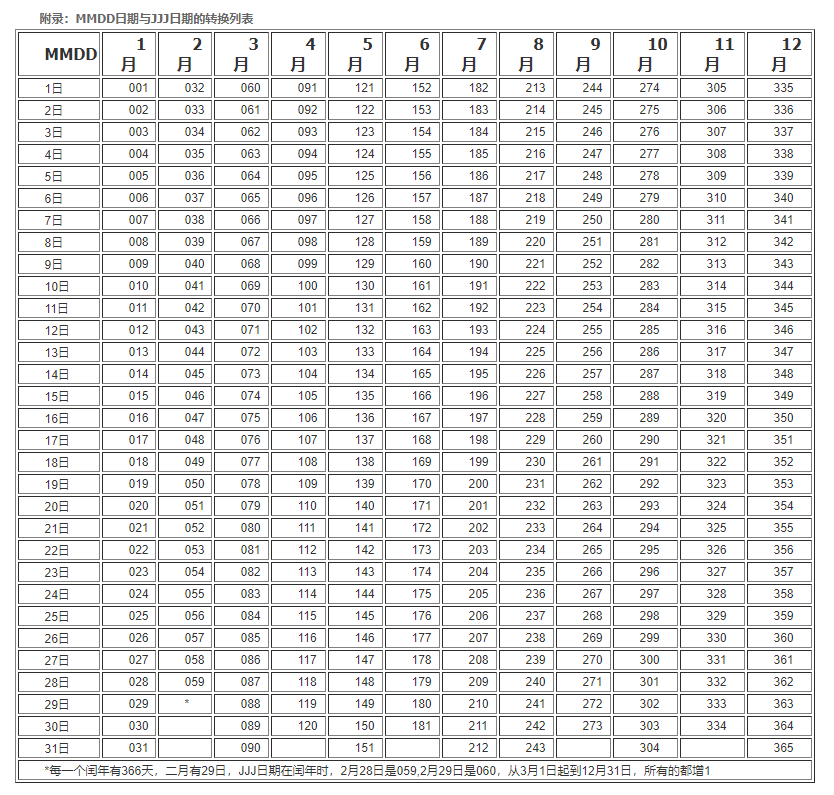 附录：MMDD日期与JJJ日期的转换列表
MMDD 1月 2月 3月 4月 5月 6月 7月 8月 9月 10月 11月 12月
1日 001 032 060 091 121 152 182 213 244 274 305 335
2日 002 033 061 092 122 153 183 214 245 275 306 336
3日 003 034 062 093 123 154 184 215 246 276 307 337
4日 004 035 063 094 124 155 185 216 247 277 308 338
5日 005 036 064 095 125 156 186 217 248 278 309 339
6日 006 037 065 096 126 157 187 218 249 279 310 340
7日 007 038 066 097 127 158 188 219 250 280 311 341
8日 008 039 067 098 128 159 189 220 251 281 312 342
9日 009 040 068 099 129 160 190 221 252 282 313 343
10日 010 041 069 100 130 161 191 222 253 283 314 344
11日 011 042 070 101 131 162 192 223 254 284 315 345
12日 012 043 071 102 132 163 193 224 255 285 316 346
13日 013 044 072 103 133 164 194 225 256 286 317 347
14日 014 045 073 104 134 165 195 226 257 287 318 348
15日 015 046 074 105 135 166 196 227 258 288 319 349
16日 016 047 075 106 136 167 197 228 259 289 320 350
17日 017 048 076 107 137 168 198 229 260 290 321 351
18日 018 049 077 108 138 169 199 230 261 291 322 352
19日 019 050 078 109 139 170 200 231 262 292 323 353
20日 020 051 079 110 140 171 201 232 263 293 324 354
21日 021 052 080 111 141 172 202 233 264 294 325 355
22日 022 053 081 112 142 173 203 234 265 295 326 356
23日 023 054 082 113 143 174 204 235 266 296 327 357
24日 024 055 083 114 144 175 205 236 267 297 328 358
25日 025 056 084 115 145 176 206 237 268 298 329 359
26日 026 057 085 116 146 177 207 238 269 299 330 360
27日 027 058 086 117 147 178 208 239 270 300 331 361
28日 028 059 087 118 148 179 209 240 271 301 332 362
29日 029 * 088 119 149 180 210 241 272 302 333 363
30日 030 089 120 150 181 211 242 273 303 334 364
31日 031 090 151 212 243 304 365
*每一个闰年有366天，二月有29日，JJJ日期在闰年时，2月28日是059,2月29日是060，从3月1日起到12月31日，所有的都增1